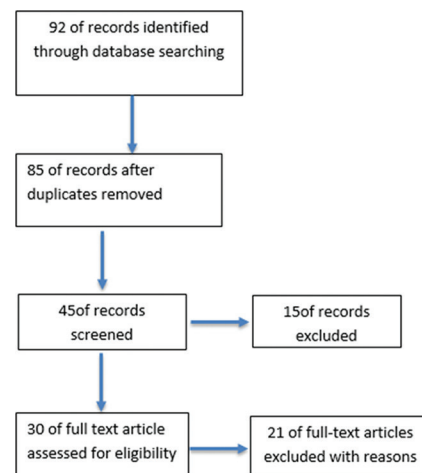 92 of records identified
through database searching
85 of records after
duplicates removed
45of records
screened
15of records
excluded
30 of full text article
assessed for eligibility
21 of full-text articles
excluded with reasons